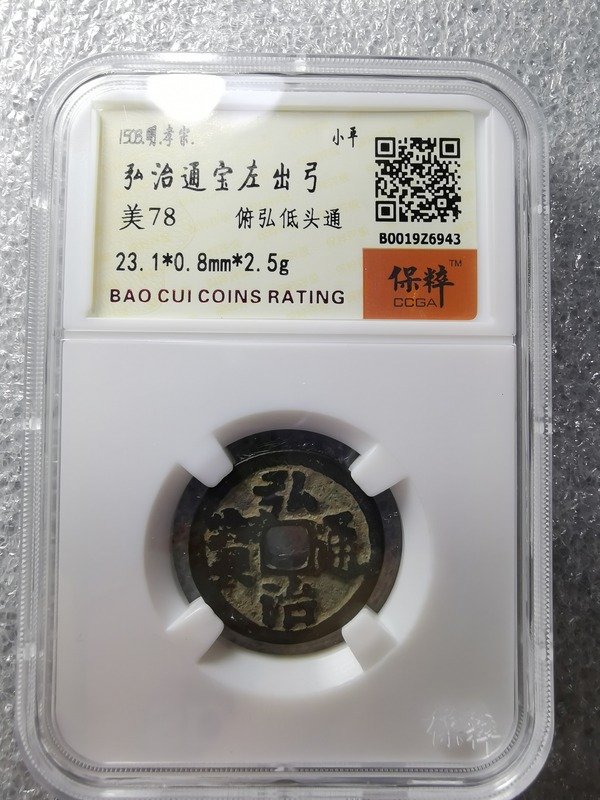 1503.明.孝宗.
小平
弘治通宝左出弓
美78
俯弘低头通
B0019Z6943
23.1*0.8mm*2.5g
保粹™
CCGA
BAO CUI COINS RATING
弘
寶 通
治
保粹